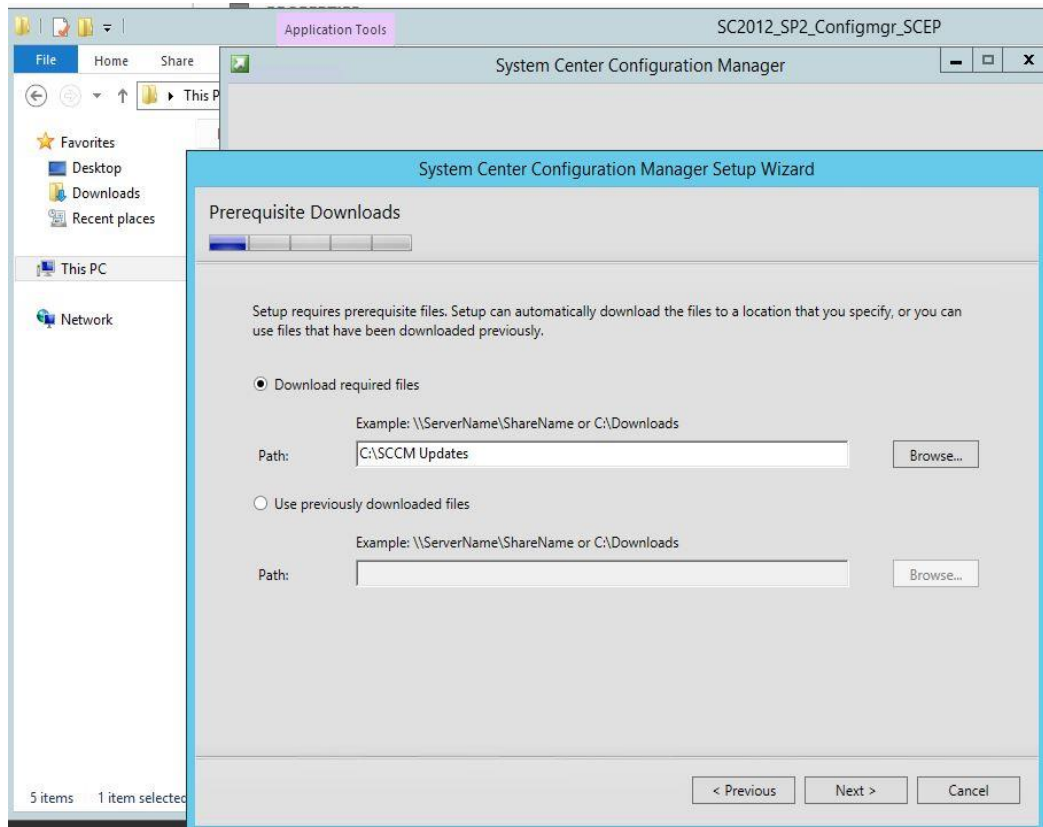 Application Tools
SC2012_SP2_Configmgr_SCEP
File Home Share
System Center Configuration Manager
This P
Favorites
Desktop
Downloads
Recent places
This PC
Network
System Center Configuration Manager Setup Wizard
Prerequisite Downloads
Setup requires prerequisite files. Setup can automatically download the files to a location that you specify, or you can
use files that have been downloaded previously.
Download required files
Example: \\ServerName\ShareName or C:\Downloads
Path: C:\SCCM Updates Browse...
Use previously downloaded files
Example: \\ServerName\ShareName or C:\Downloads
Path: Browse...
< Previous Next > Cancel
5 items 1 item selected